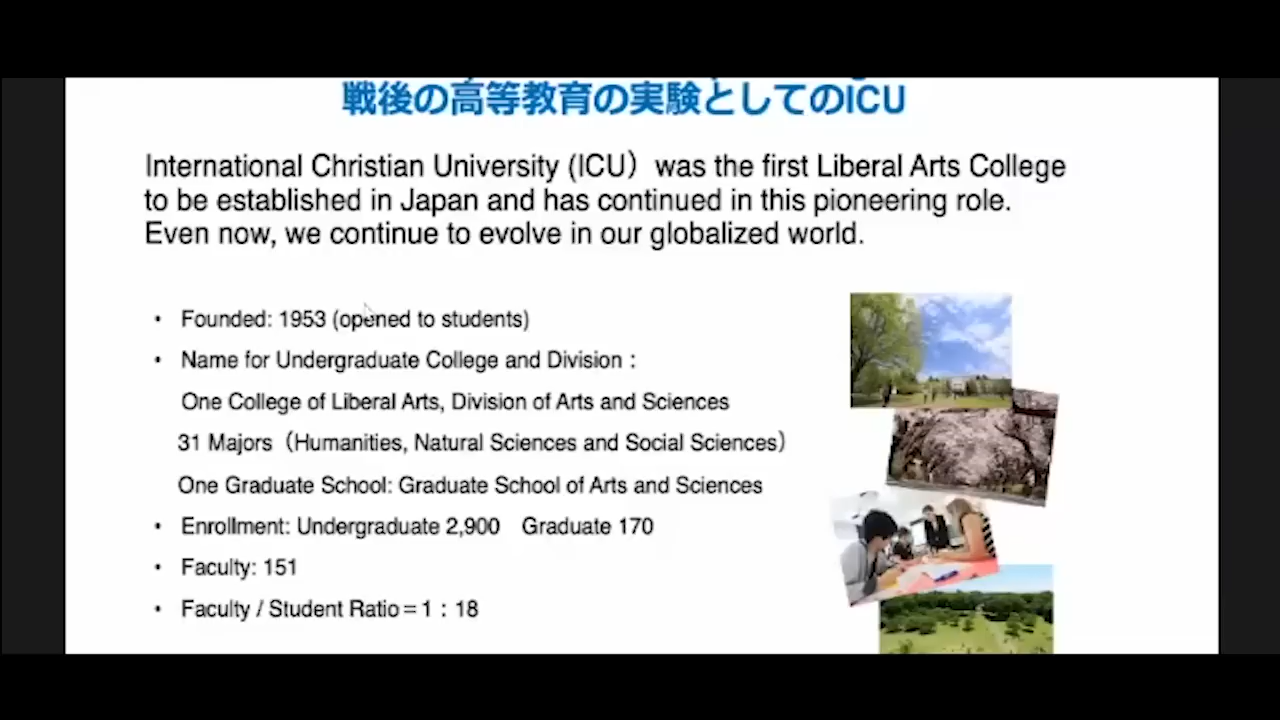 戦後の高等教育の実験としてのICU
International Christian University (ICU) was the first Liberal Arts College
to be established in Japan and has continued in this pioneering role.
Even now, we continue to evolve in our globalized world.
• Founded: 1953 (opened to students)
• Name for Undergraduate College and Division：
One College of Liberal Arts, Division of Arts and Sciences
31 Majors（Humanities, Natural Sciences and Social Sciences）
One Graduate School: Graduate School of Arts and Sciences
• Enrollment: Undergraduate 2,900　Graduate 170
• Faculty: 151
• Faculty / Student Ratio＝1：18